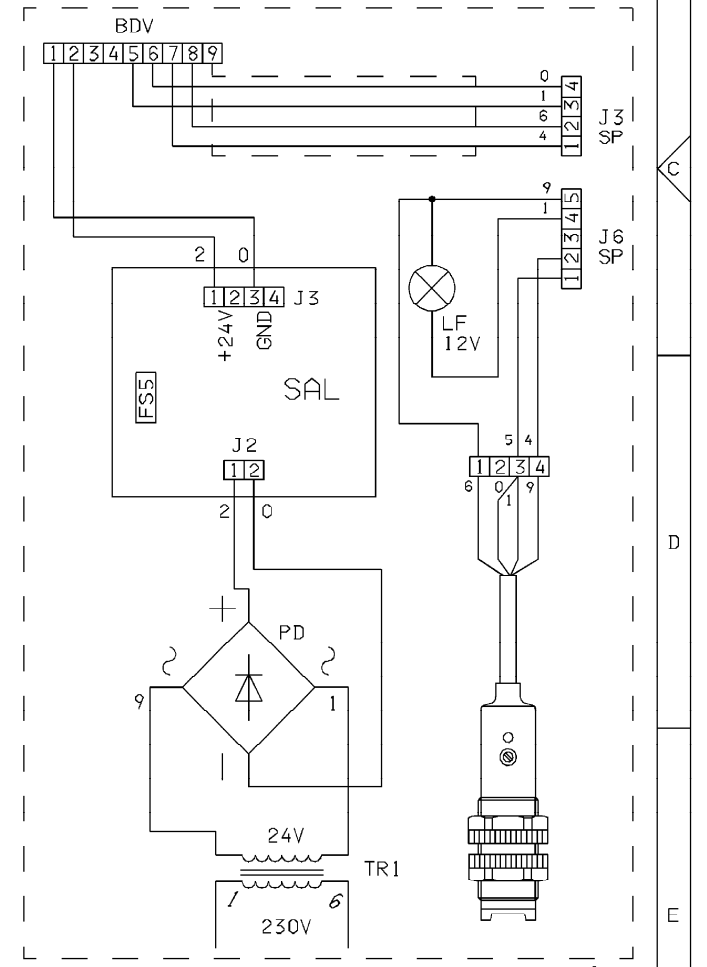 BDV
1 2 3 4 5 6 7 8 9
0 4
1 3
6 2
4 1
J3
SP
C
9 5
1 4
3
2
1
J6
SP
2 0
1 2 3 4 J3
+24V GND
LF
12V
FS5
SAL
J2
1 2
2 0
5 4
1 2 3 4
6 0 1 9
D
+
PD
9 1
24V
TR1
1 6
230V
E